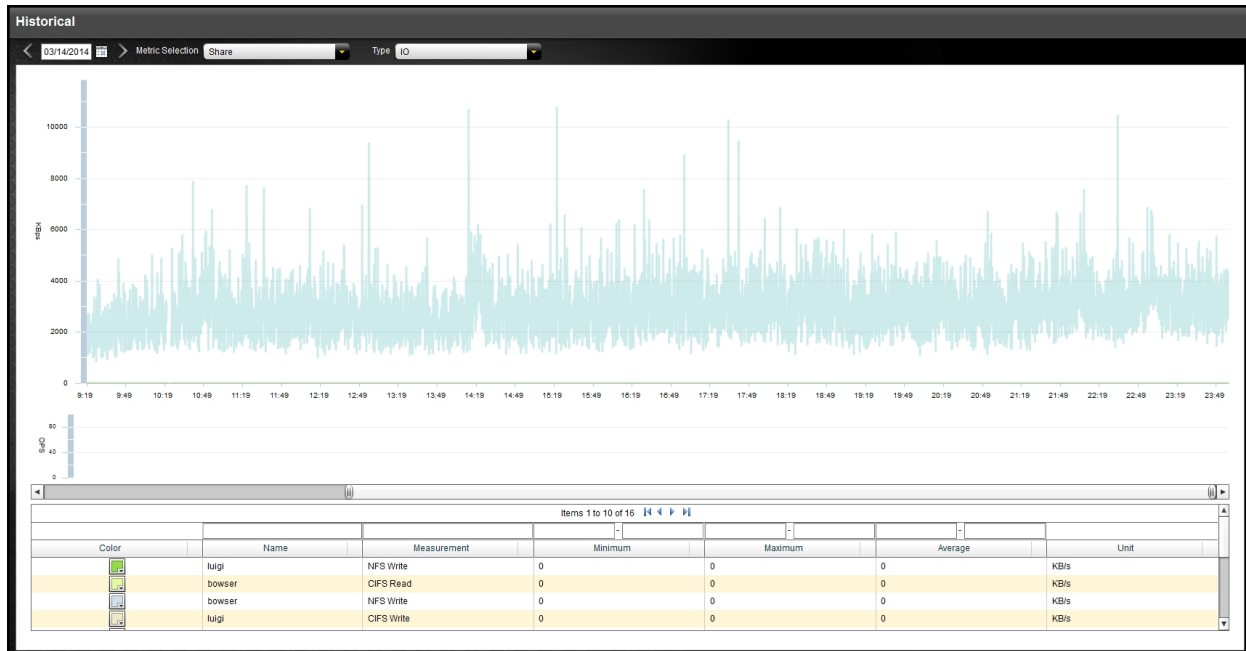 Historical
03/14/2014 Metric Selection Share Type IO
10000
8000
6000
4000
2000
0
KBps
9:19 9:49 10:19 10:49 11:19 11:49 12:19 12:49 13:19 13:49 14:19 14:49 15:19 15:49 16:19 16:49 17:19 17:49 18:19 18:49 19:19 19:49 20:19 20:49 21:19 21:49 22:19 22:49 23:19 23:49
80
40
0
OPS
Items 1 to 10 of 16
- - -
Color Name Measurement Minimum Maximum Average Unit
luigi NFS Write 0 0 0 KB/s
bowser CIFS Read 0 0 0 KB/s
bowser NFS Write 0 0 0 KB/s
luigi CIFS Write 0 0 0 KB/s